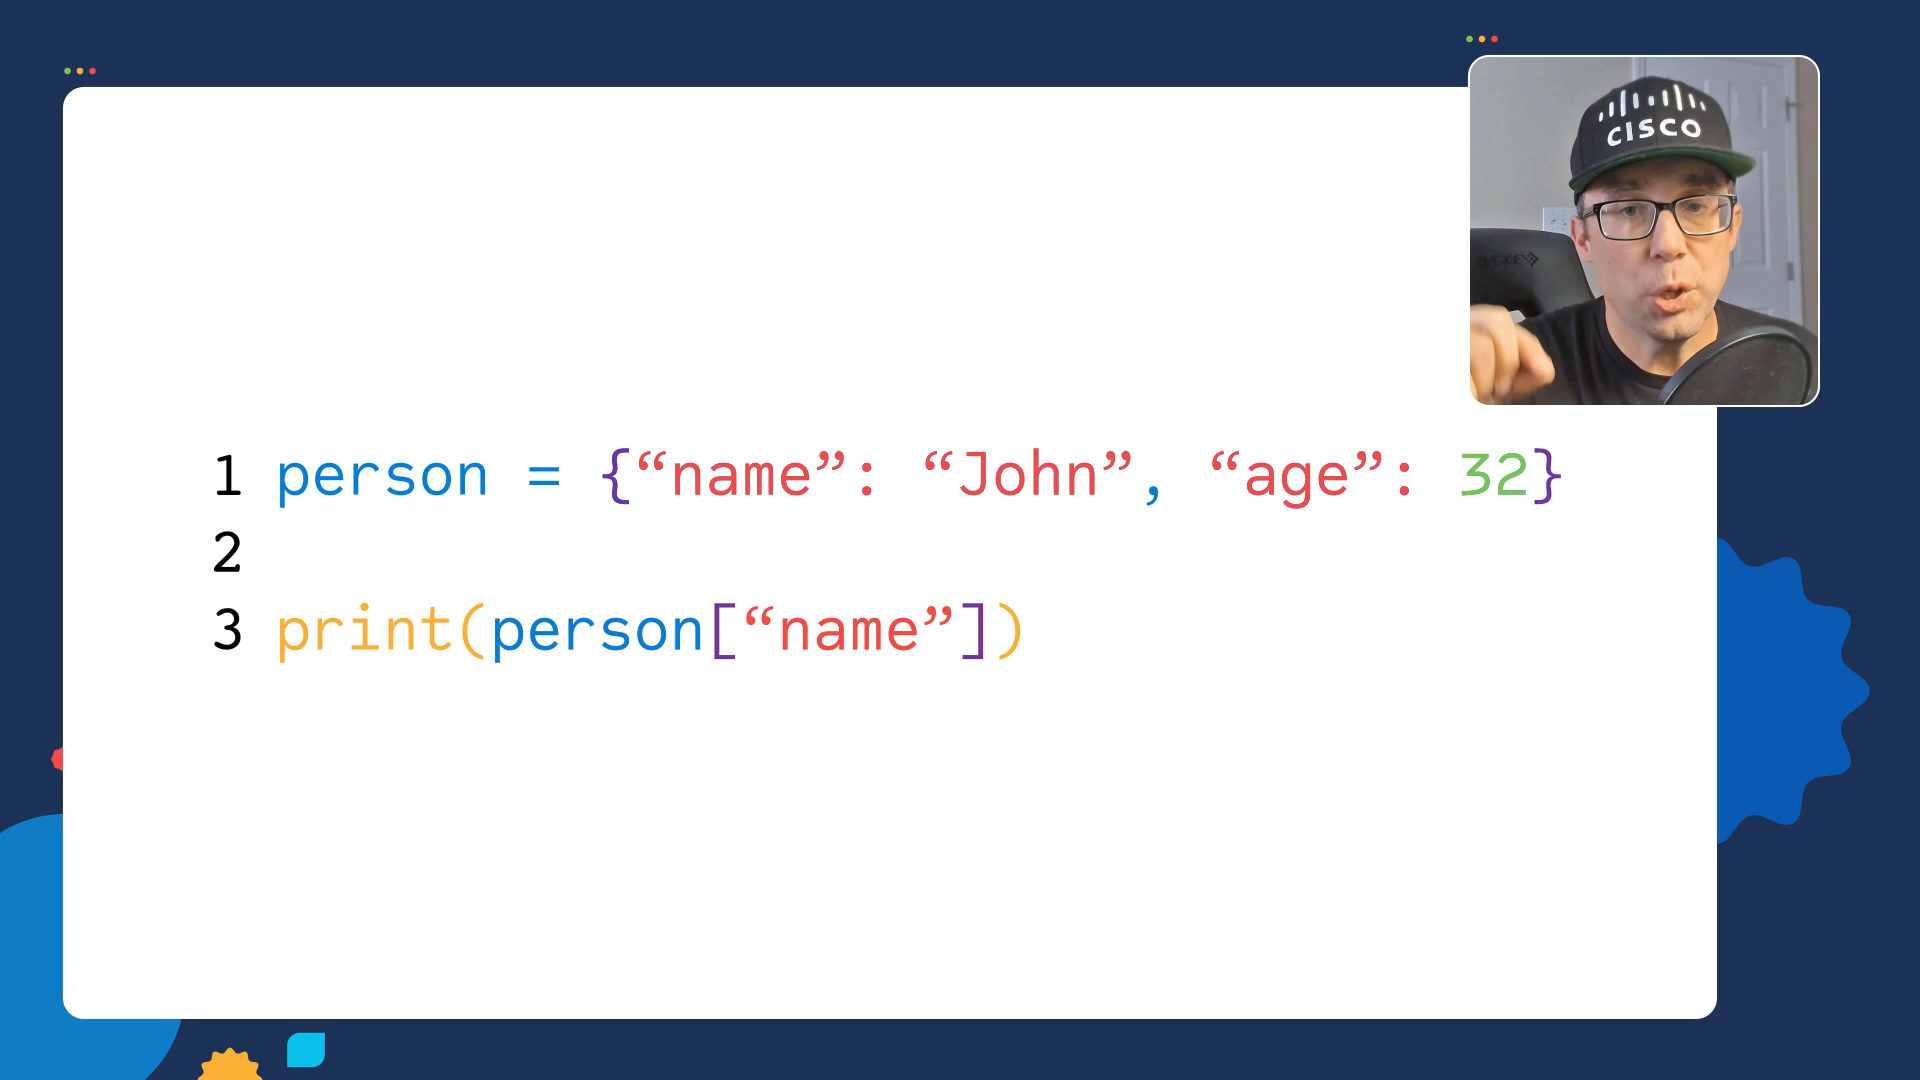 CISCO
1 person = {“name”: “John”, “age”: 32}
2
3 print(person[“name”])